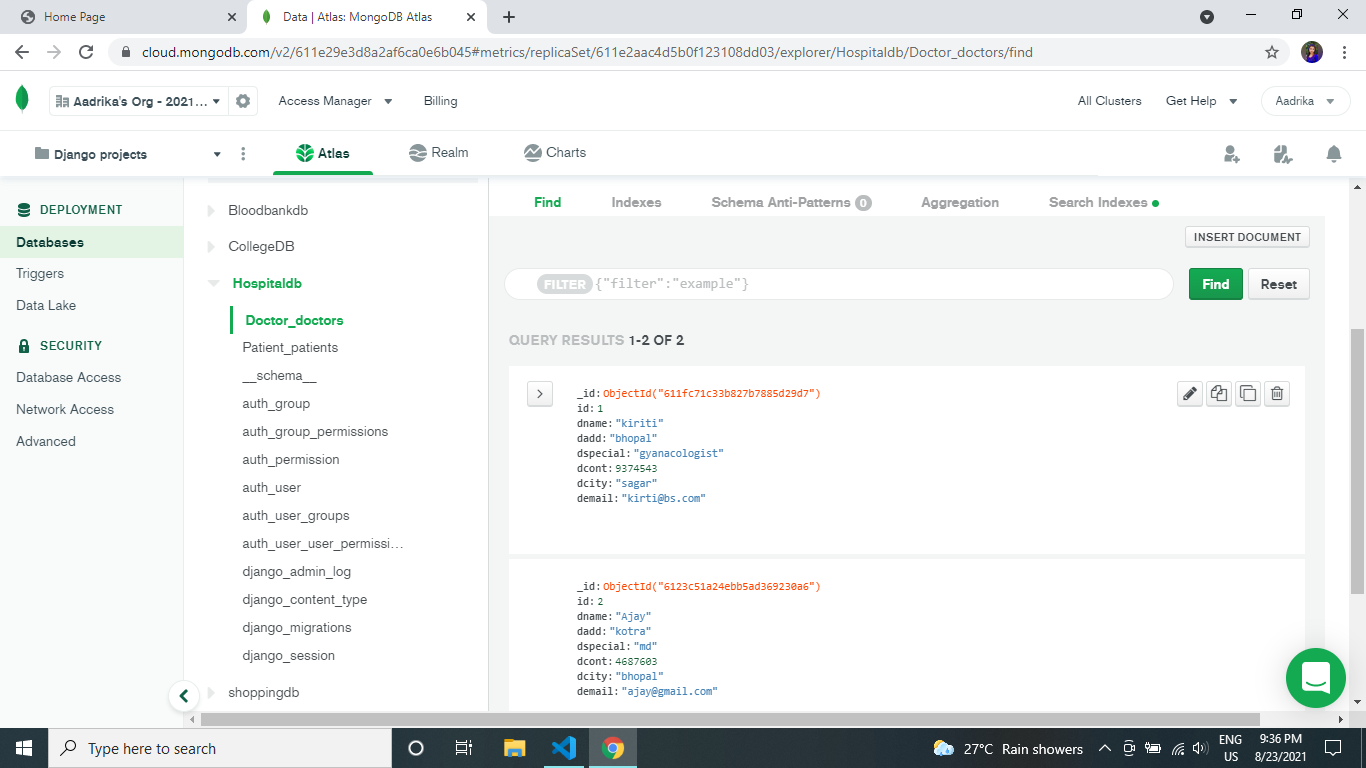 Home Page
Data | Atlas: MongoDB Atlas
cloud.mongodb.com/v2/611e29e3d8a2af6ca0e6b045#metrics/replicaSet/611e2aac4d5b0f123108dd03/explorer/Hospitaldb/Doctor_doctors/find
Aadrika's Org - 2021...
Access Manager
Billing
All Clusters
Get Help
Aadrika
Django projects
Atlas
Realm
Charts
DEPLOYMENT
Databases
Triggers
Data Lake
SECURITY
Database Access
Network Access
Advanced
Bloodbankdb
CollegeDB
Hospitaldb
Doctor_doctors
Patient_patients
__schema__
auth_group
auth_group_permissions
auth_permission
auth_user
auth_user_groups
auth_user_user_permissi...
django_admin_log
django_content_type
django_migrations
django_session
shoppingdb
Find
Indexes
Schema Anti-Patterns 0
Aggregation
Search Indexes
INSERT DOCUMENT
FILTER {"filter":"example"}
Find
Reset
QUERY RESULTS 1-2 OF 2
_id: ObjectId("611fc71c33b827b7885d29d7")
id: 1
dname: "kiriti"
dadd: "bhopal"
dspecial: "gyanacologist"
dcont: 9374543
dcity: "sagar"
demail: "kirti@bs.com"
_id: ObjectId("6123c51a24ebb5ad369230a6")
id: 2
dname: "Ajay"
dadd: "kotra"
dspecial: "md"
dcont: 4687603
dcity: "bhopal"
demail: "ajay@gmail.com"
Type here to search
27°C Rain showers
ENG
US
9:36 PM
8/23/2021